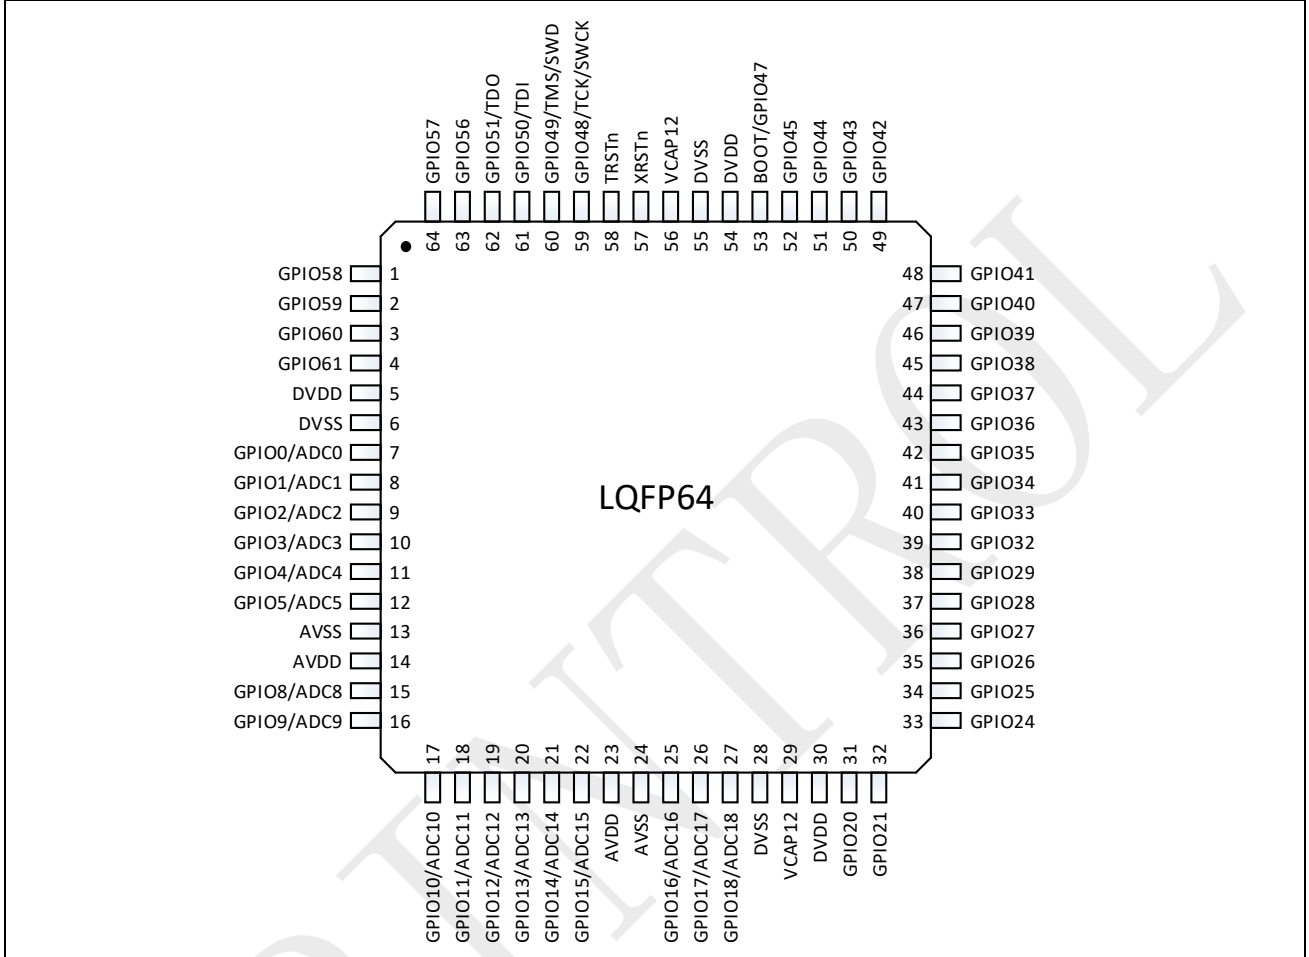 GPIO57
GPIO56
GPIO51/TDO
GPIO50/TDI
GPIO49/TMS/SWD
GPIO48/TCK/SWCK
TRSTn
XRSTn
VCAP12
DVSS
DVDD
BOOT/GPIO47
GPIO45
GPIO44
GPIO43
GPIO42
64 63 62 61 60 59 58 57 56 55 54 53 52 51 50 49
GPIO58 1 48 GPIO41
GPIO59 2 47 GPIO40
GPIO60 3 46 GPIO39
GPIO61 4 45 GPIO38
DVDD 5 44 GPIO37
DVSS 6 43 GPIO36
GPIO0/ADC0 7 42 GPIO35
GPIO1/ADC1 8 41 GPIO34
LQFP64
GPIO2/ADC2 9 40 GPIO33
GPIO3/ADC3 10 39 GPIO32
GPIO4/ADC4 11 38 GPIO29
GPIO5/ADC5 12 37 GPIO28
AVSS 13 36 GPIO27
AVDD 14 35 GPIO26
GPIO8/ADC8 15 34 GPIO25
GPIO9/ADC9 16 33 GPIO24
17 18 19 20 21 22 23 24 25 26 27 28 29 30 31 32
GPIO10/ADC10
GPIO11/ADC11
GPIO12/ADC12
GPIO13/ADC13
GPIO14/ADC14
GPIO15/ADC15
AVDD
AVSS
GPIO16/ADC16
GPIO17/ADC17
GPIO18/ADC18
DVSS
VCAP12
DVDD
GPIO20
GPIO21